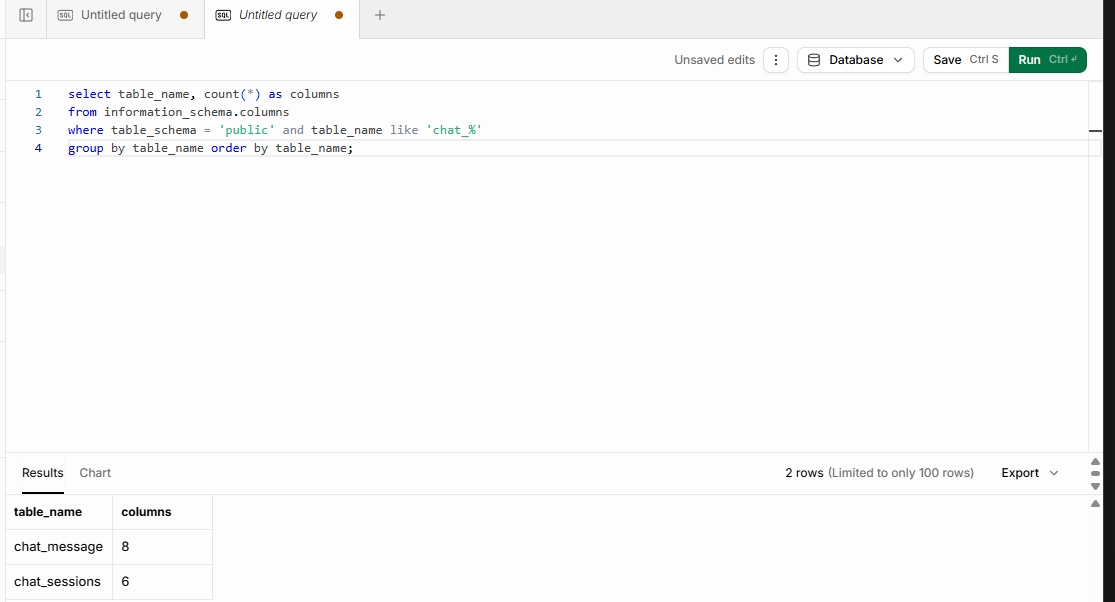 SQL Untitled query
SQL Untitled query
Unsaved edits
Database
Save Ctrl S
Run Ctrl ↵
1 select table_name, count(*) as columns
2 from information_schema.columns
3 where table_schema = 'public' and table_name like 'chat_%'
4 group by table_name order by table_name;
Results Chart
2 rows (Limited to only 100 rows)
Export
table_name columns
chat_message 8
chat_sessions 6